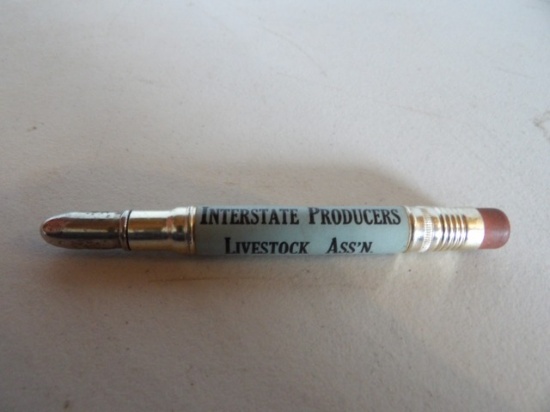 INTERSTATE PRODUCERS
LIVESTOCK ASS'N.